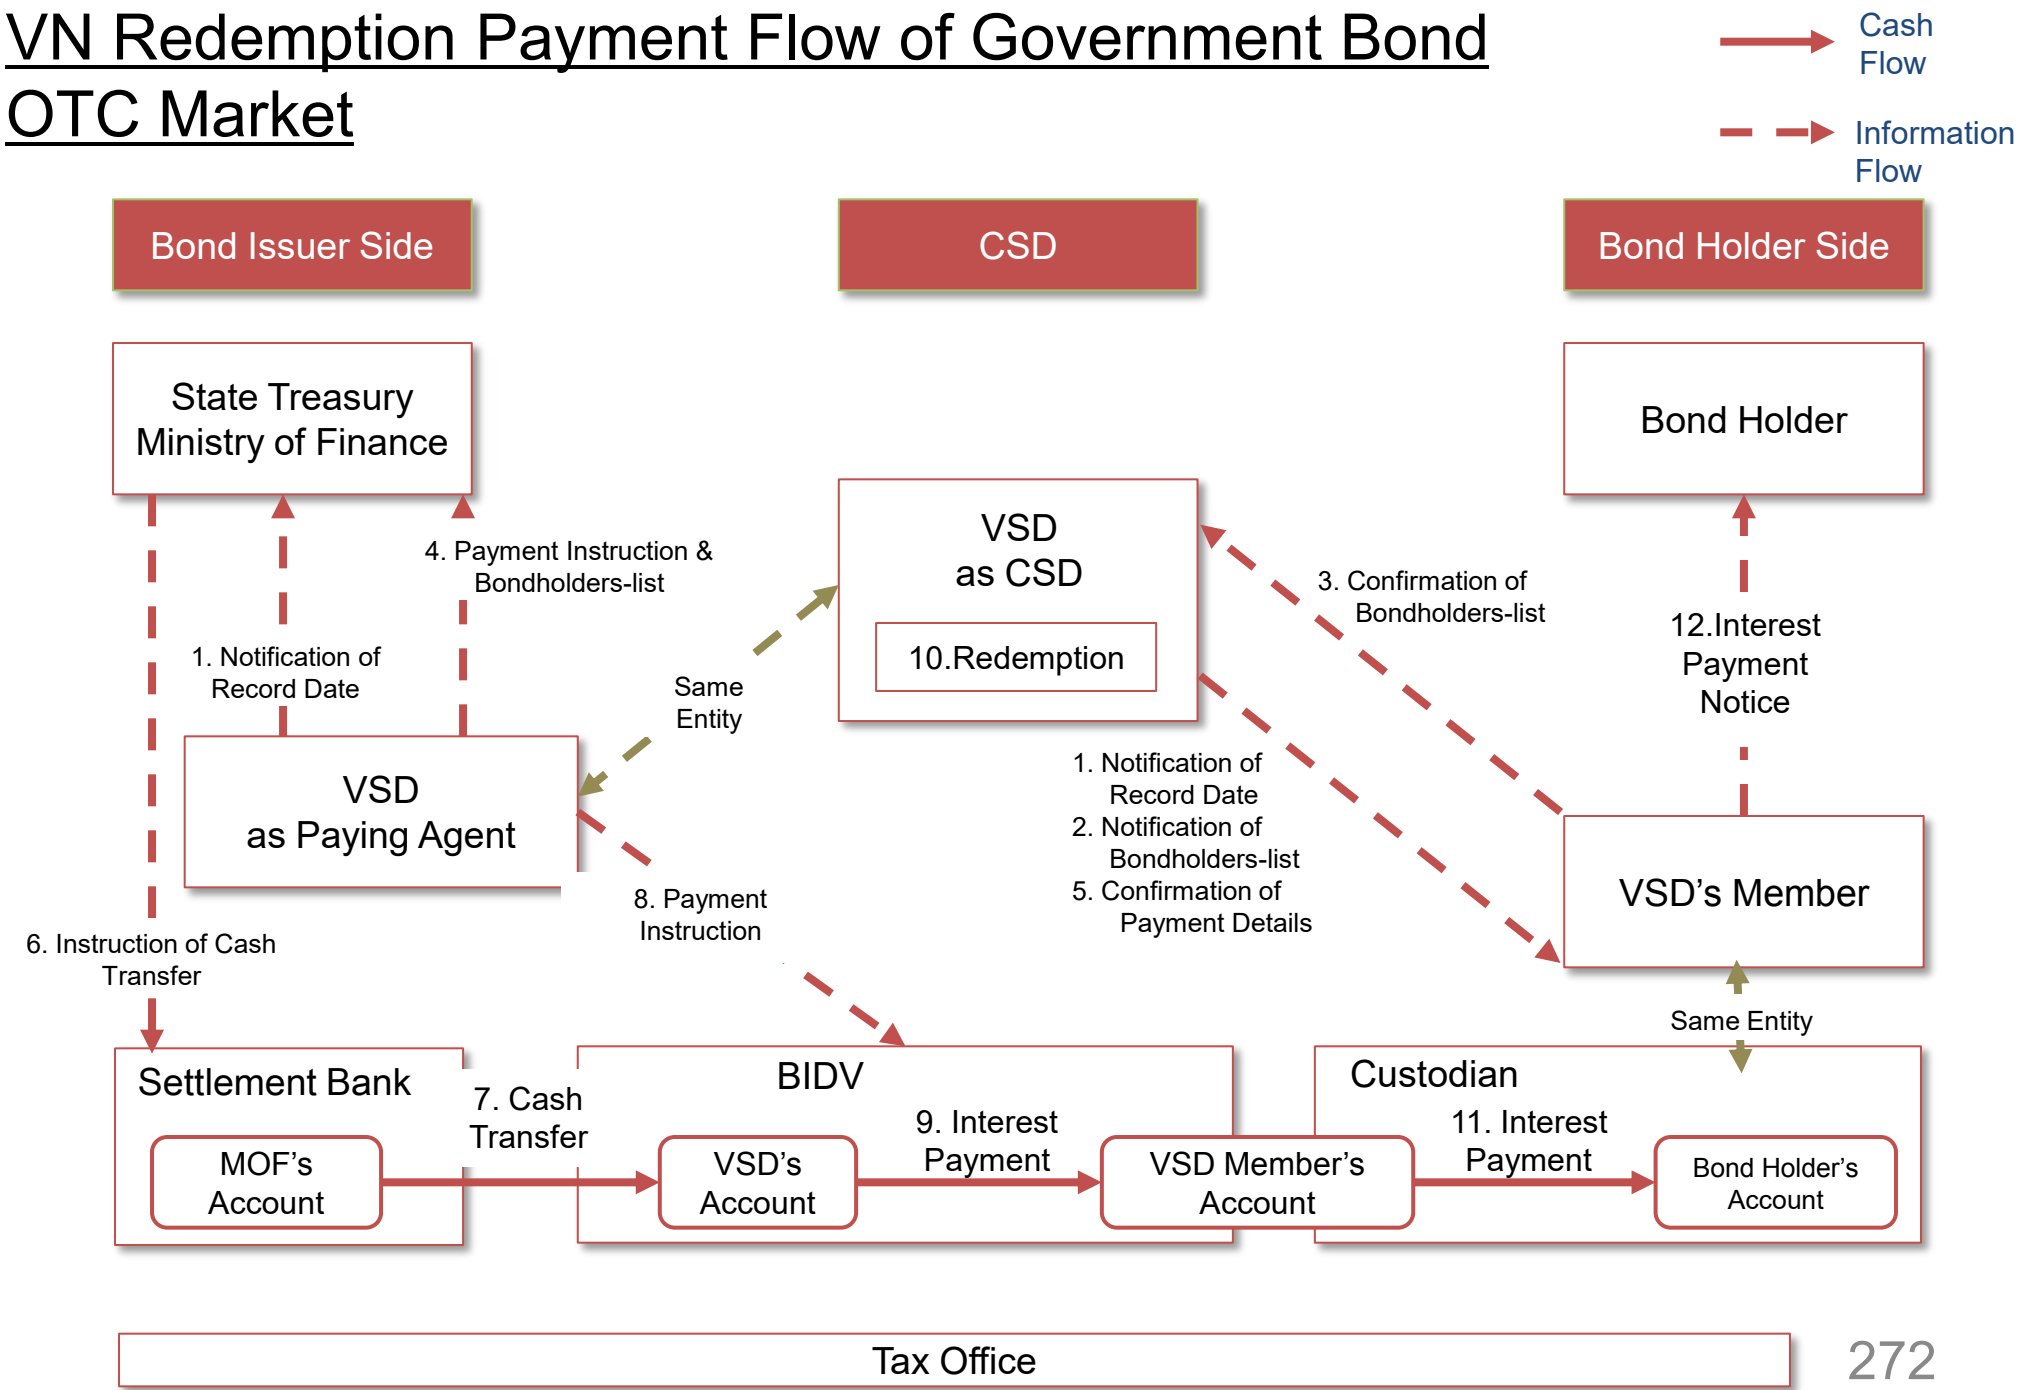 VN Redemption Payment Flow of Government Bond
OTC Market
Cash
Flow
Information
Flow
Bond Issuer Side
CSD
Bond Holder Side
State Treasury
Ministry of Finance
Bond Holder
VSD
as CSD
10.Redemption
4. Payment Instruction &
Bondholders-list
3. Confirmation of
Bondholders-list
1. Notification of
Record Date
Same
Entity
12.Interest
Payment
Notice
VSD
as Paying Agent
1. Notification of
Record Date
2. Notification of
Bondholders-list
5. Confirmation of
Payment Details
VSD’s Member
8. Payment
Instruction
6. Instruction of Cash
Transfer
Same Entity
Settlement Bank
7. Cash
Transfer
BIDV
Custodian
9. Interest
Payment
11. Interest
Payment
MOF’s
Account
VSD’s
Account
VSD Member’s
Account
Bond Holder’s
Account
Tax Office
272